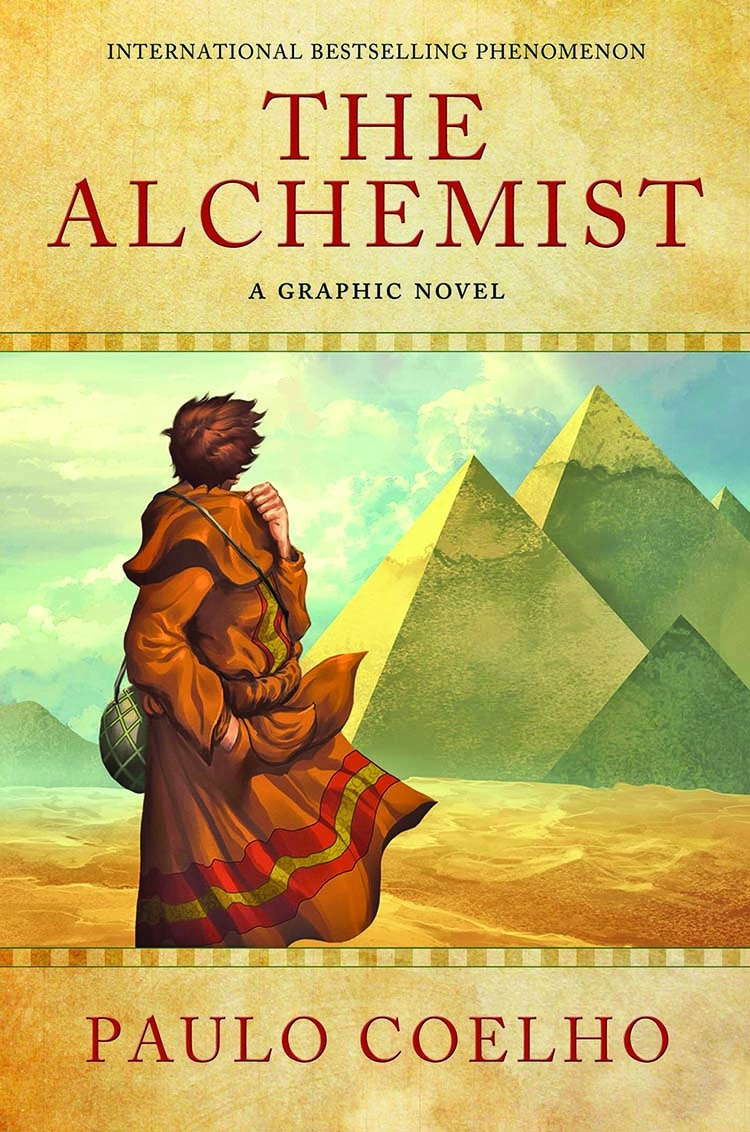 INTERNATIONAL BESTSELLING PHENOMENON
THE
ALCHEMIST
A GRAPHIC NOVEL
PAULO COELHO